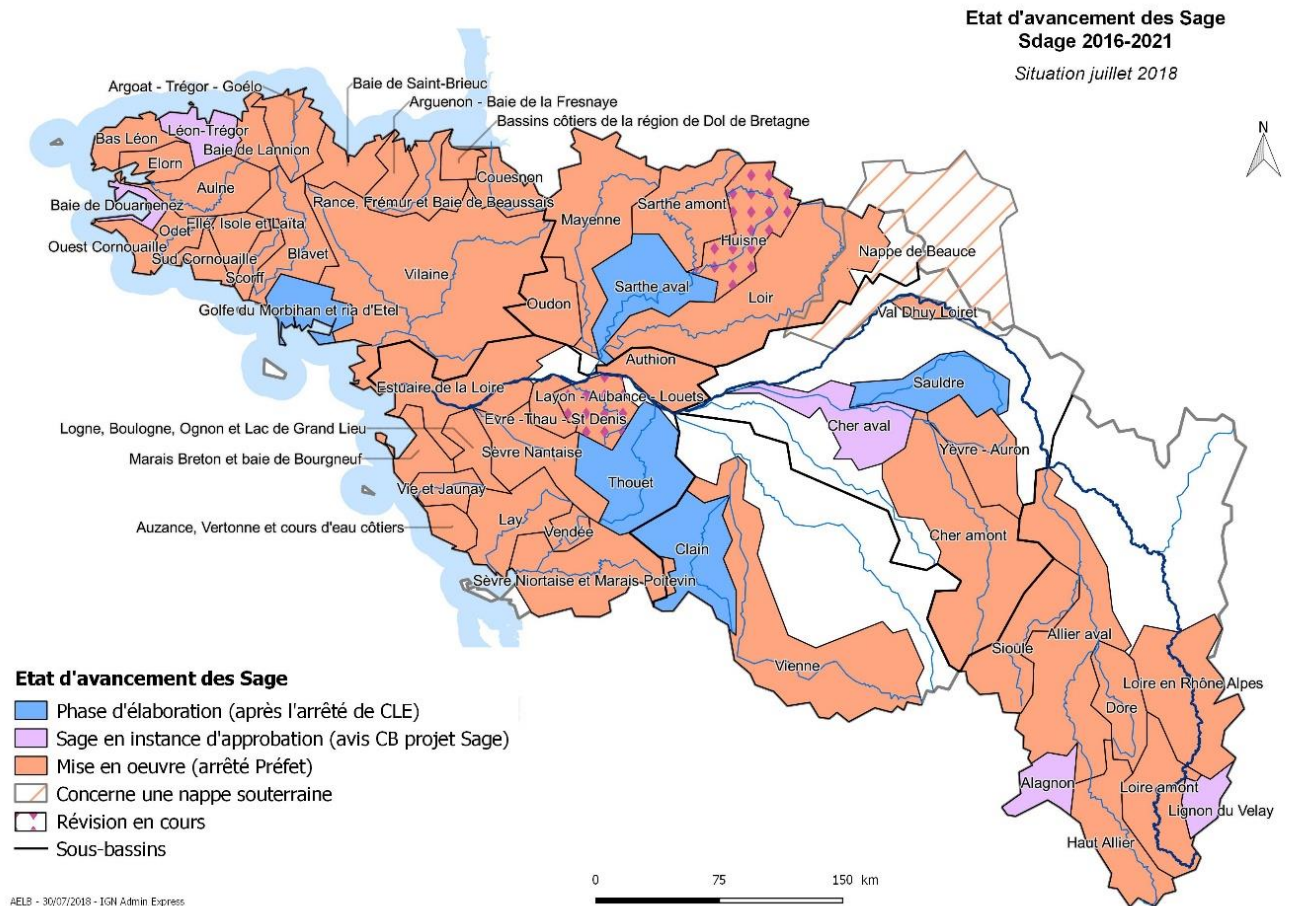 Etat d'avancement des Sage
Sdage 2016-2021
Situation juillet 2018
N
Argoat - Trégor - Goélo
Baie de Saint-Brieuc
Arguenon - Baie de la Fresnaye
Bassins côtiers de la région de Dol de Bretagne
Léon-Trégor
Bas Léon
Baie de Lannion
Elorn
Couesnon
Aulne
Rance, Frémur et Baie de Beaussais
Baie de Douarnenez
Mayenne
Sarthe amont
Odet
Ellé, Isole et Laïta
Huisne
Ouest Cornouaille
Sud Cornouaille
Blavet
Nappe de Beauce
Scorff
Vilaine
Sarthe aval
Oudon
Loir
Golfe du Morbihan et ria d'Etel
Val Dhuy Loiret
Authion
Estuaire de la Loire
Layon - Aubance - Louets
Sauldre
Evre -Thau -St Denis
Logne, Boulogne, Ognon et Lac de Grand Lieu
Cher aval
Sèvre Nantaise
Yèvre - Auron
Marais Breton et baie de Bourgneuf
Thouet
Vie et Jaunay
Lay
Auzance, Vertonne et cours d'eau côtiers
Vendée
Cher amont
Clain
Sèvre Niortaise et Marais-Poitevin
Allier aval
Sioule
Vienne
Loire en Rhône Alpes
Dore
Alagnon
Loire amont
Lignon du Velay
Haut Allier
Etat d'avancement des Sage
Phase d'élaboration (après l'arrêté de CLE)
Sage en instance d'approbation (avis CB projet Sage)
Mise en oeuvre (arrêté Préfet)
Concerne une nappe souterraine
Révision en cours
Sous-bassins
0 75 150 km
AELB - 30/07/2018 - IGN Admin Express